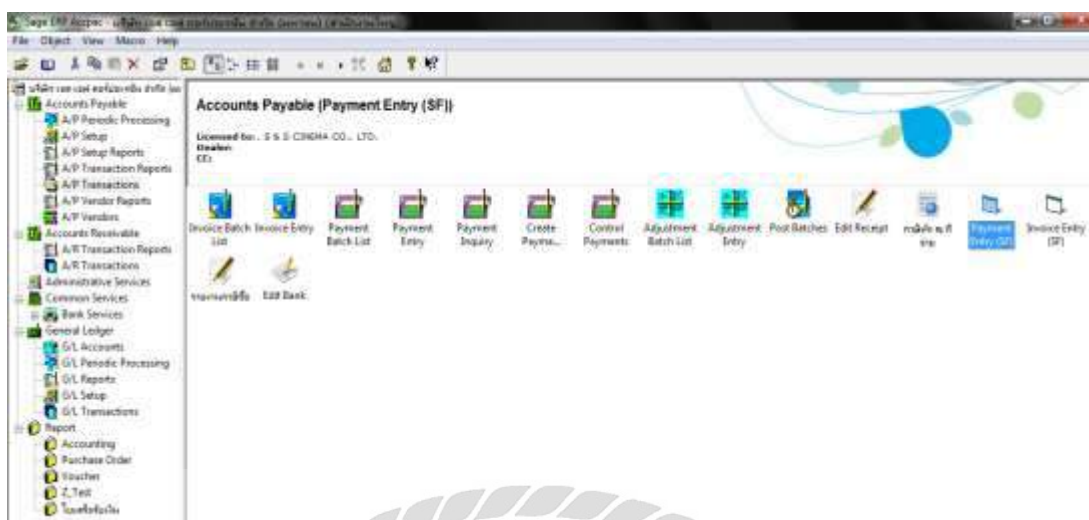 Sage ERP Accpac -
File Object View Macro Help
Accounts Payable
A/P Periodic Processing
A/P Setup
A/P Setup Reports
A/P Transaction Reports
A/P Transactions
A/P Vendor Reports
A/P Vendors
Accounts Receivable
A/R Transaction Reports
A/R Transactions
Administrative Services
Common Services
Bank Services
General Ledger
G/L Accounts
G/L Periodic Processing
G/L Reports
G/L Setup
G/L Transactions
Report
Accounting
Purchase Order
Voucher
Z_Test
Accounts Payable (Payment Entry (SF))
Licensed to: . S & S CINEMA CO., LTD.
Dealer:
CE:
Invoice Batch List
Invoice Entry
Payment Batch List
Payment Entry
Payment Inquiry
Create Payme...
Control Payments
Adjustment Batch List
Adjustment Entry
Post Batches
Edit Receipt
Payment Entry (SF)
Invoice Entry (SF)
Edit Bank